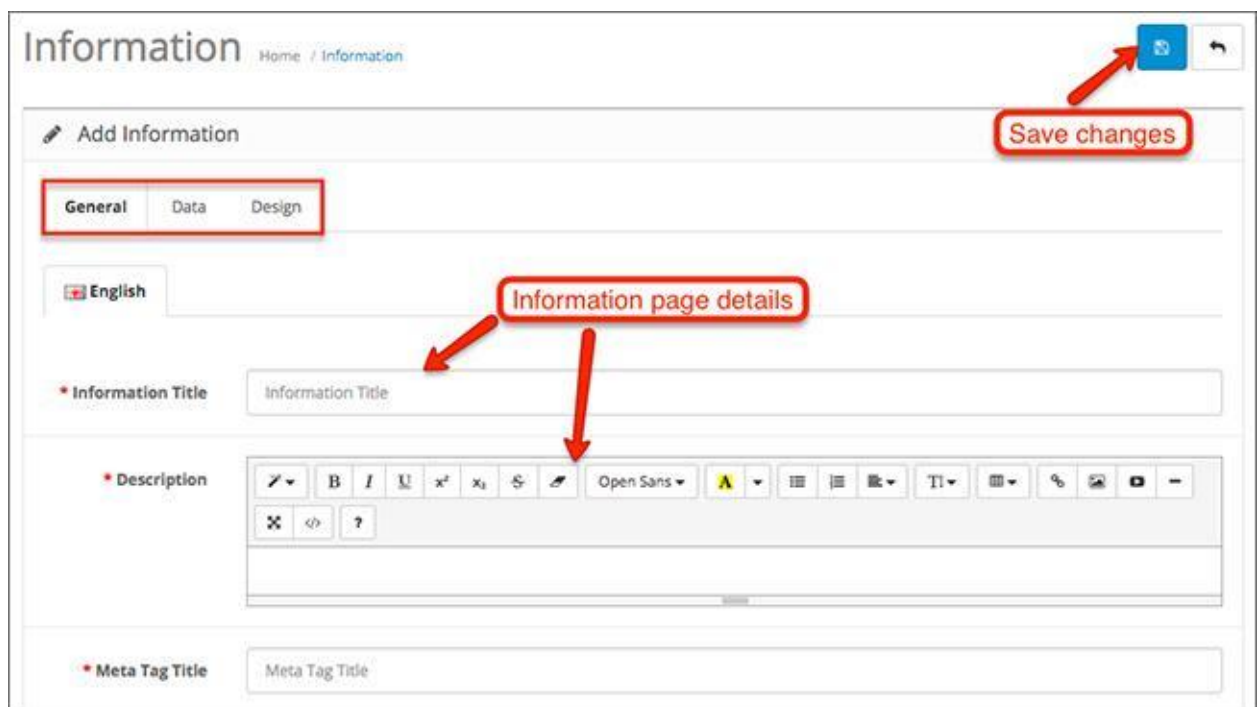 Information Home / Information
Save changes
Add Information
General Data Design
English
Information page details
* Information Title Information Title
* Description B I U x² x₂ S Open Sans A TI
</> ?
* Meta Tag Title Meta Tag Title